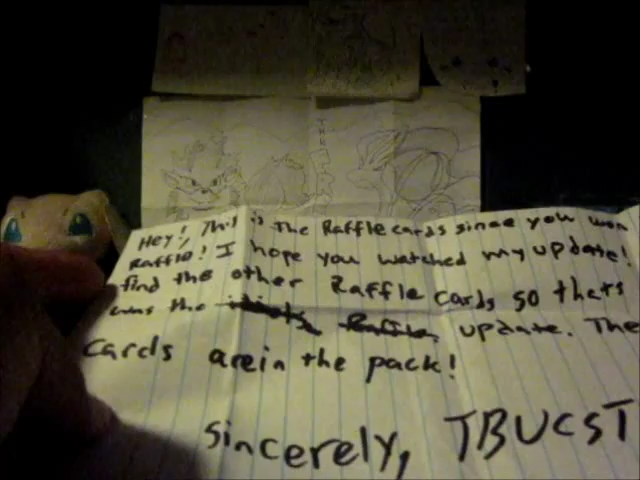 THE
Hey! This is the Raffle cards since you won
Raffle! I hope you watched my update!
find the other Raffle cards so thats
the update. The
cards are in the pack!
Sincerely, TBUCST